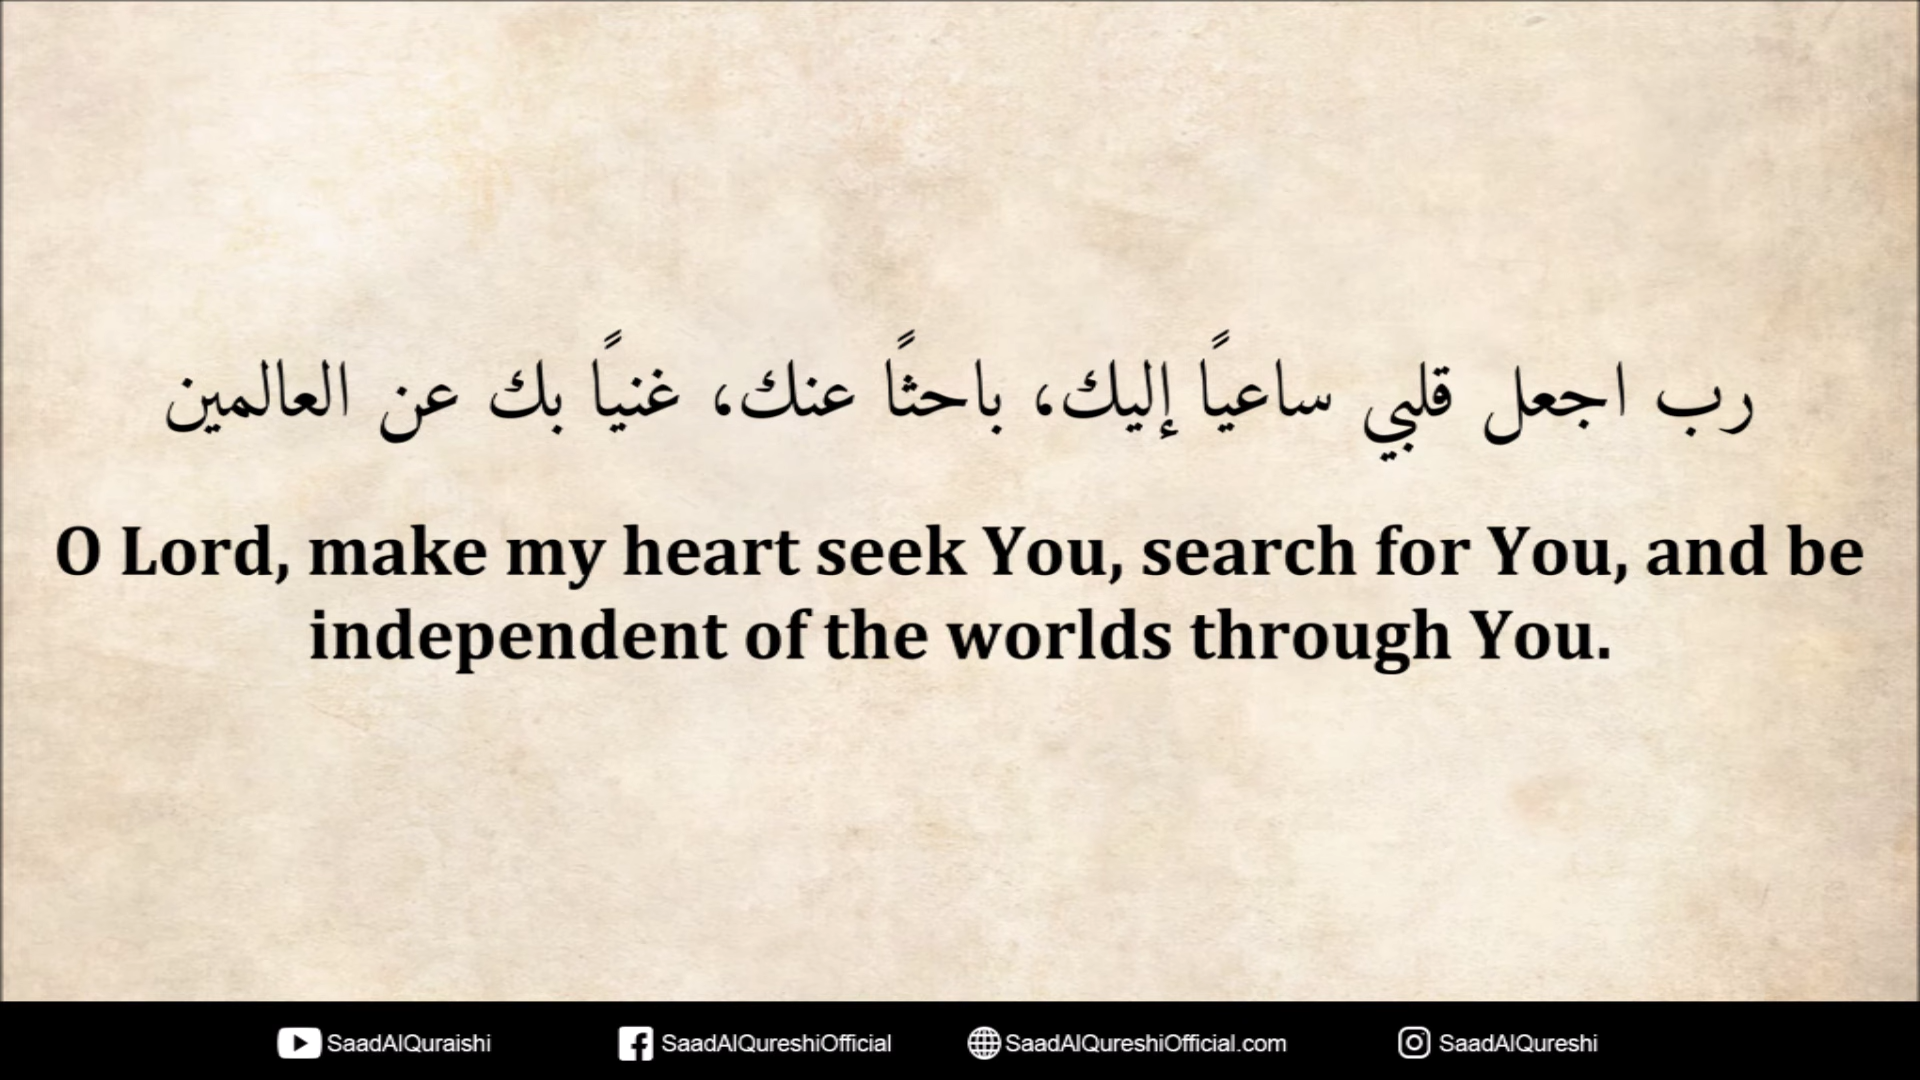 رب اجعل قلبي ساعياً إليك، باحثاً عنك، غنياً بك عن العالمين
O Lord, make my heart seek You, search for You, and be
independent of the worlds through You.
SaadAlQuraishi SaadAlQureshiOfficial SaadAlQureshiOfficial.com SaadAlQureshi